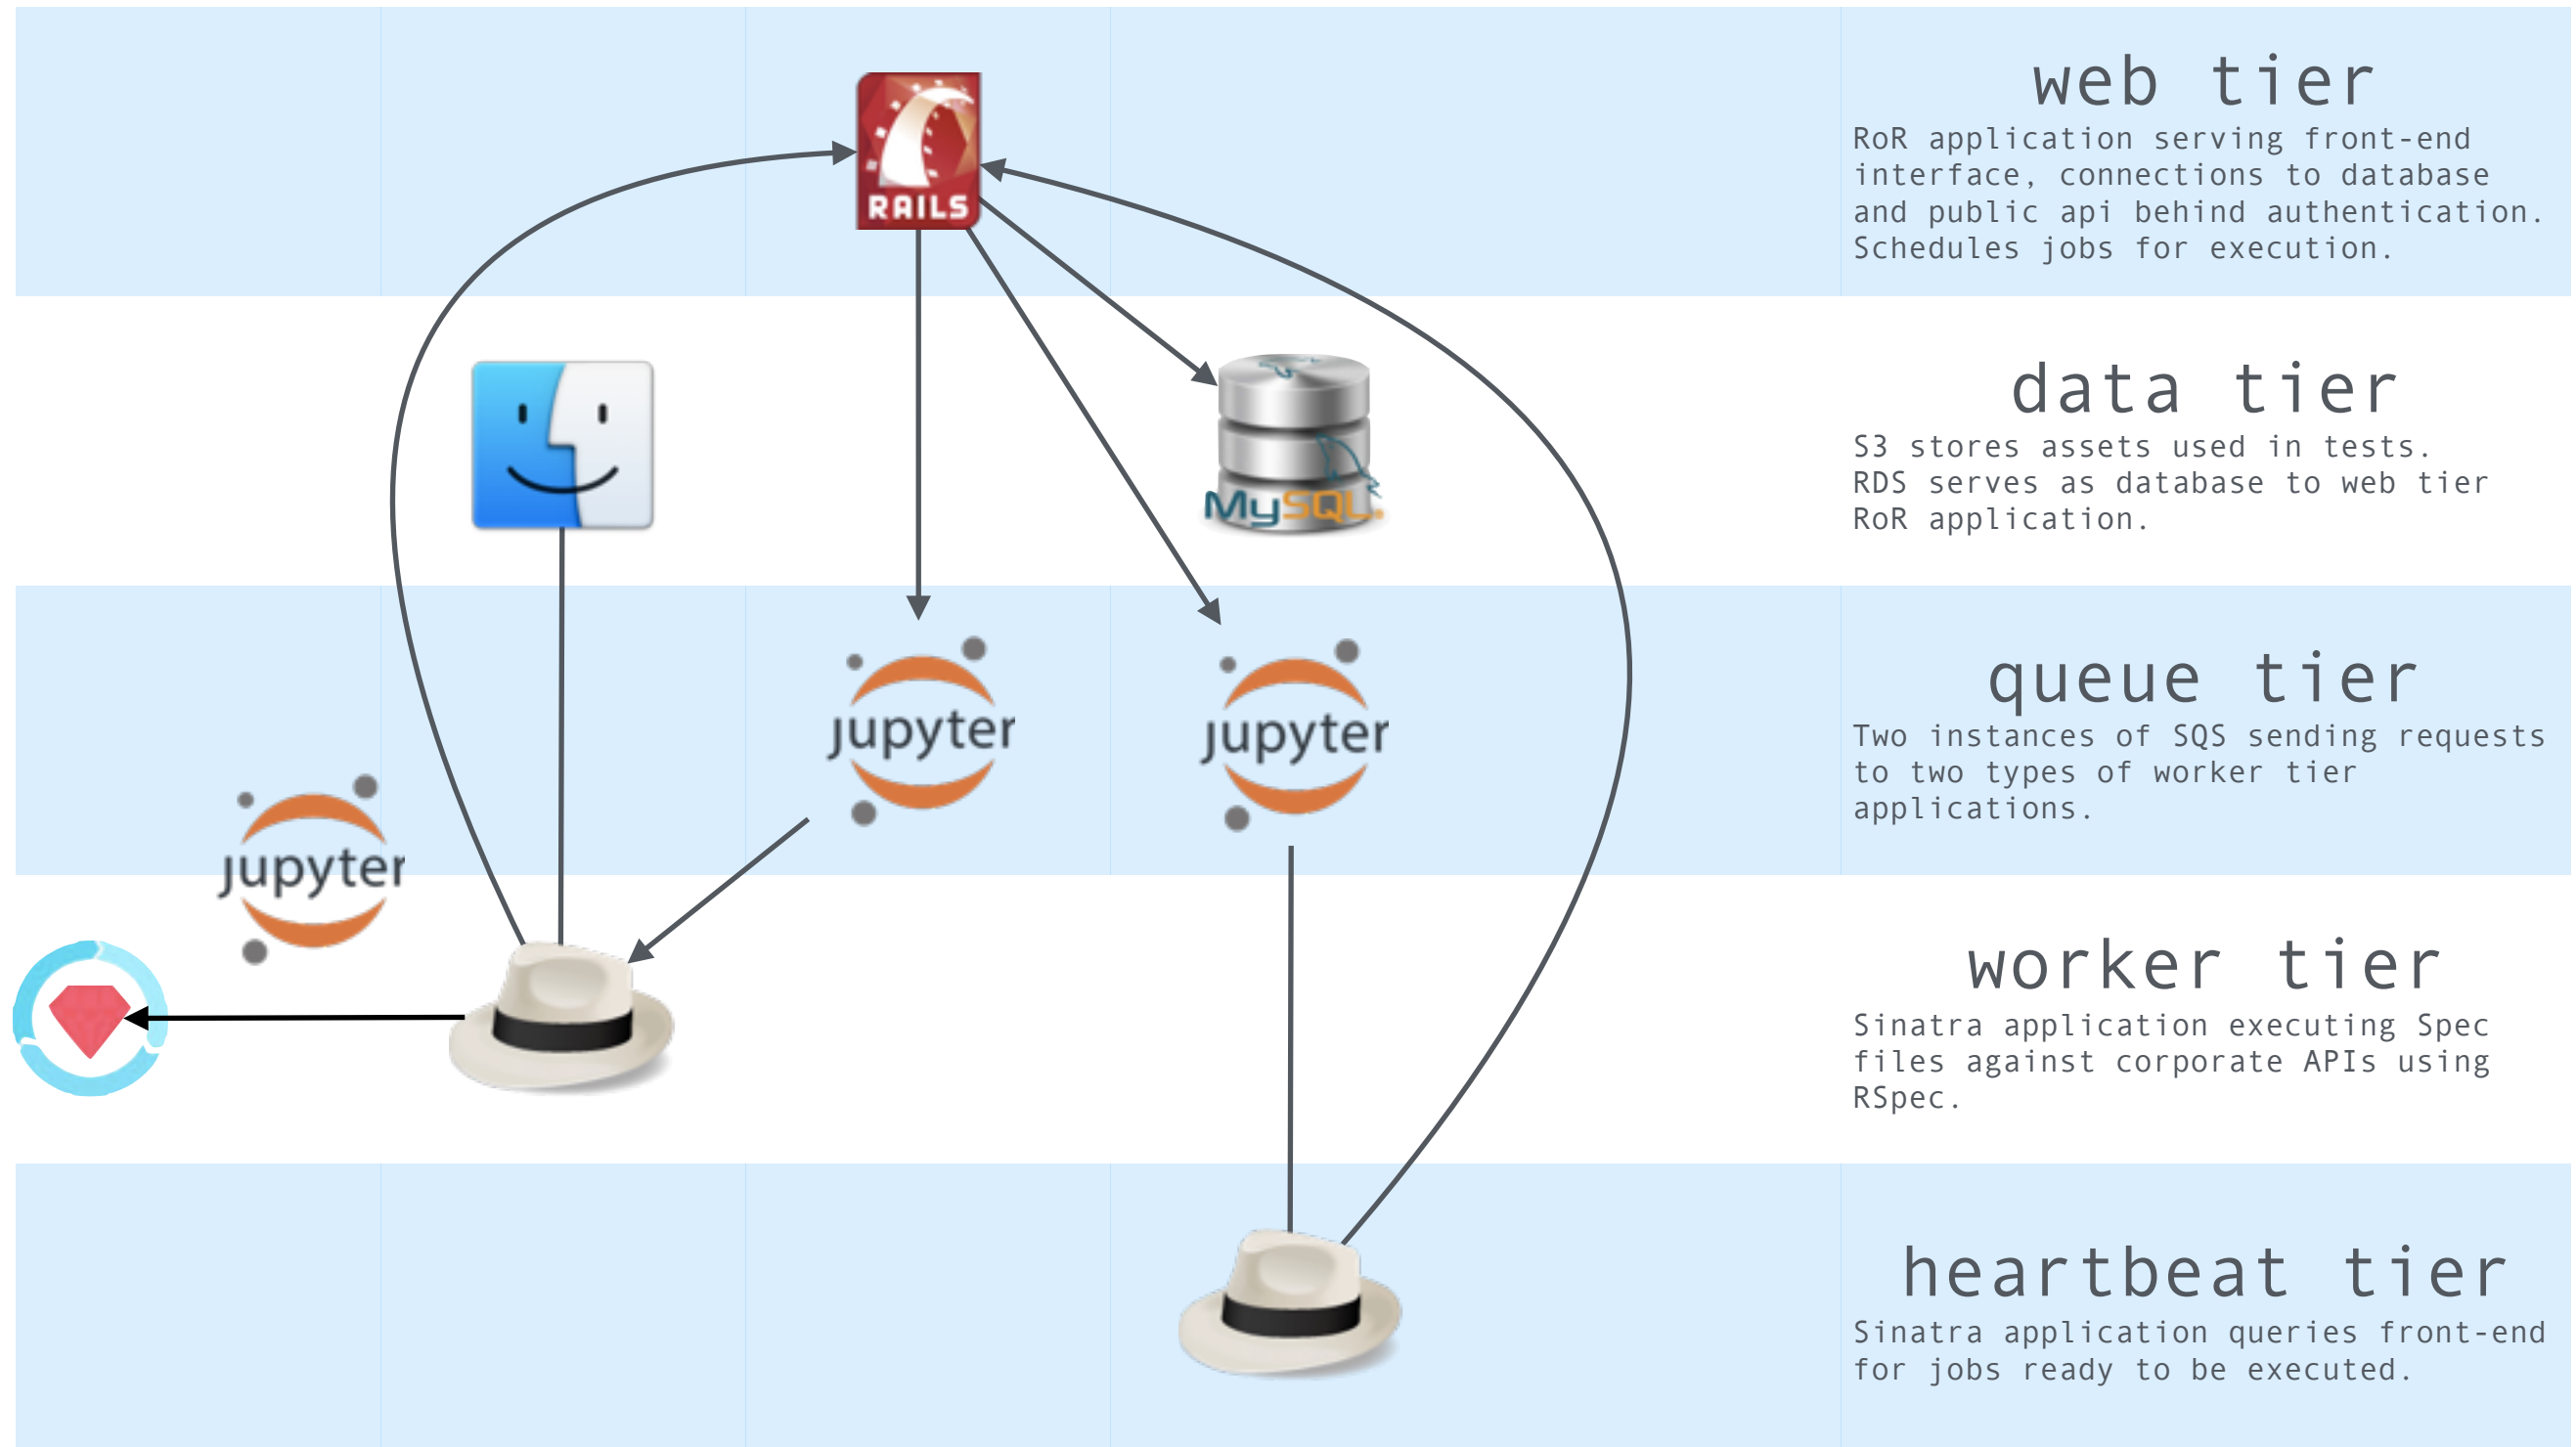 web tier
RoR application serving front-end
interface, connections to database
and public api behind authentication.
Schedules jobs for execution.
RAILS
data tier
S3 stores assets used in tests.
RDS serves as database to web tier
RoR application.
MySQL
queue tier
Two instances of SQS sending requests
to two types of worker tier
applications.
jupyter
jupyter
jupyter
worker tier
Sinatra application executing Spec
files against corporate APIs using
RSpec.
heartbeat tier
Sinatra application queries front-end
for jobs ready to be executed.